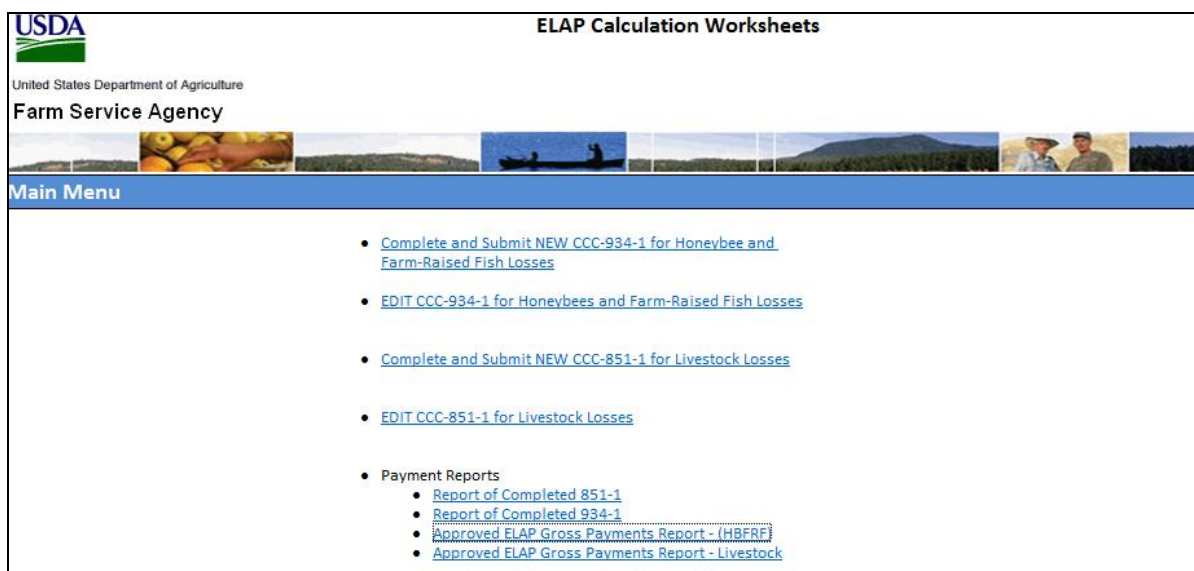 USDA
ELAP Calculation Worksheets
United States Department of Agriculture
Farm Service Agency
Main Menu
Complete and Submit NEW CCC-934-1 for Honeybee and
Farm-Raised Fish Losses
EDIT CCC-934-1 for Honeybees and Farm-Raised Fish Losses
Complete and Submit NEW CCC-851-1 for Livestock Losses
EDIT CCC-851-1 for Livestock Losses
Payment Reports
Report of Completed 851-1
Report of Completed 934-1
Approved ELAP Gross Payments Report - (HBFRF)
Approved ELAP Gross Payments Report - Livestock